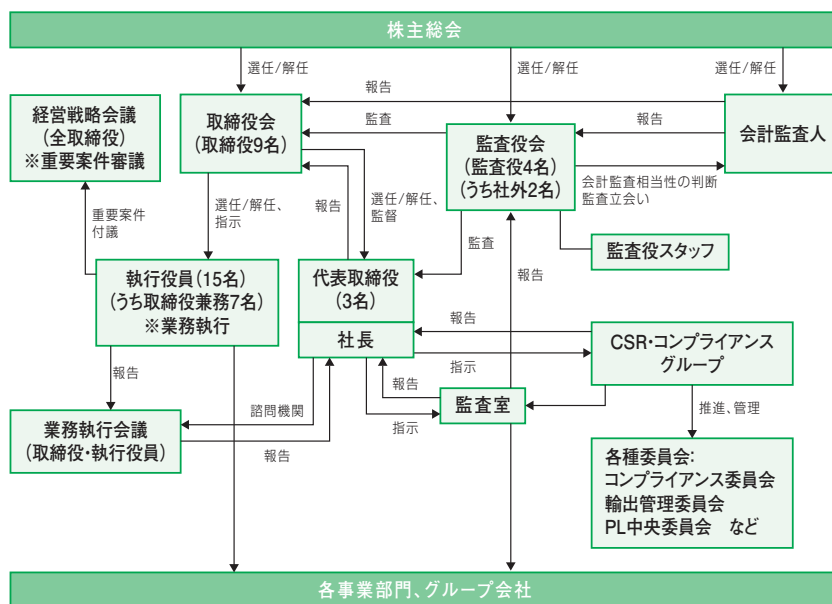 株主総会
選任/解任
選任/解任
選任/解任
経営戦略会議
(全取締役)
※重要案件審議
取締役会
(取締役9名)
報告
監査
監査役会
(監査役4名)
(うち社外2名)
報告
会計監査人
会計監査相当性の判断
監査立会い
重要案件
付議
選任/解任、
指示
報告
選任/解任、
監督
監査
報告
監査役スタッフ
執行役員(15名)
(うち取締役兼務7名)
※業務執行
代表取締役
(3名)
社長
報告
指示
CSR・コンプライアンス
グループ
報告
業務執行会議
(取締役・執行役員)
諮問機関
報告
報告
指示
監査室
推進、管理
各種委員会:
コンプライアンス委員会
輸出管理委員会
PL中央委員会　など
各事業部門、グループ会社